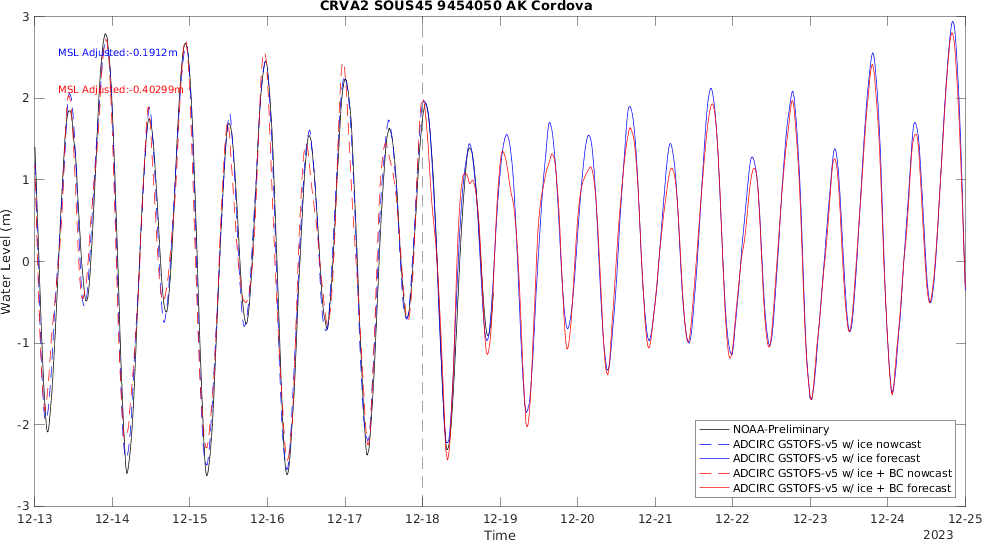 CRVA2 SOUS45 9454050 AK Cordova
3
MSL Adjusted:-0.1912m
MSL Adjusted:-0.40299m
2
1
0
-1
-2
-3
Water Level (m)
NOAA-Preliminary
ADCIRC GSTOFS-v5 w/ ice nowcast
ADCIRC GSTOFS-v5 w/ ice forecast
ADCIRC GSTOFS-v5 w/ ice + BC nowcast
ADCIRC GSTOFS-v5 w/ ice + BC forecast
12-13 12-14 12-15 12-16 12-17 12-18 12-19 12-20 12-21 12-22 12-23 12-24 12-25
Time
2023